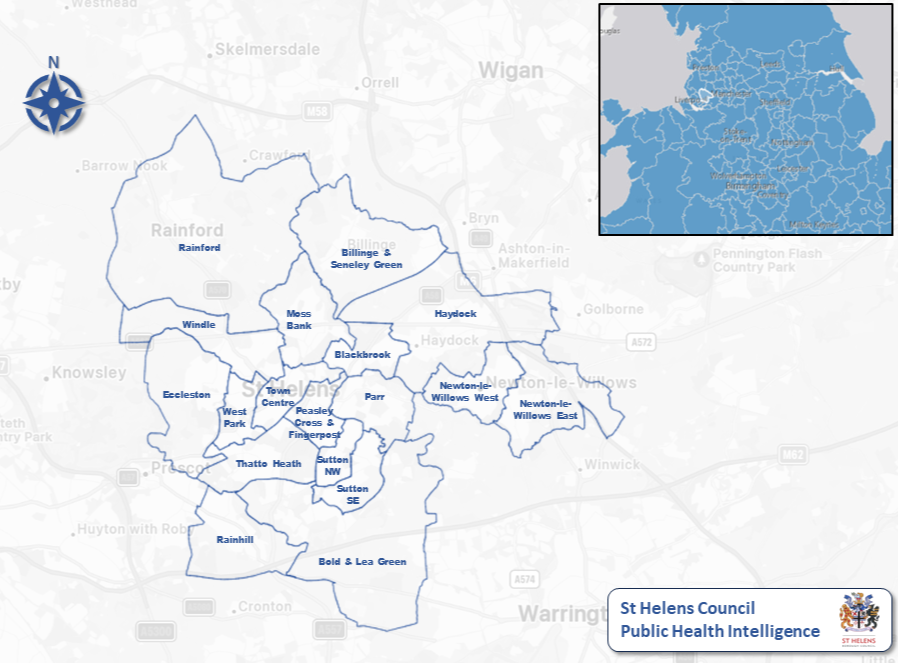 Westhead
Skelmersdale
Wigan
Orrell
N
M58
Crawford
Barrow Nook
Bryn
Rainford
Rainford
Billinge
Billinge &
Seneley Green
Ashton-in-
Makerfield
Pennington Flash
Country Park
Moss
Bank
Haydock
Golborne
Windle
A572
Haydock
Blackbrook
Knowsley
St Helens
Newton-le-Willows
Eccleston
Town
Centre
Parr
Newton-le-
Willows West
Newton-le-
Willows East
West
Park
Peasley
Cross &
Fingerpost
M62
Prescot
Thatto Heath
Sutton
NW
Winwick
Sutton
SE
Huyton with Roby
Rainhill
Bold & Lea Green
A574
Cronton
Warringt
St Helens Council
Public Health Intelligence
ST HELENS